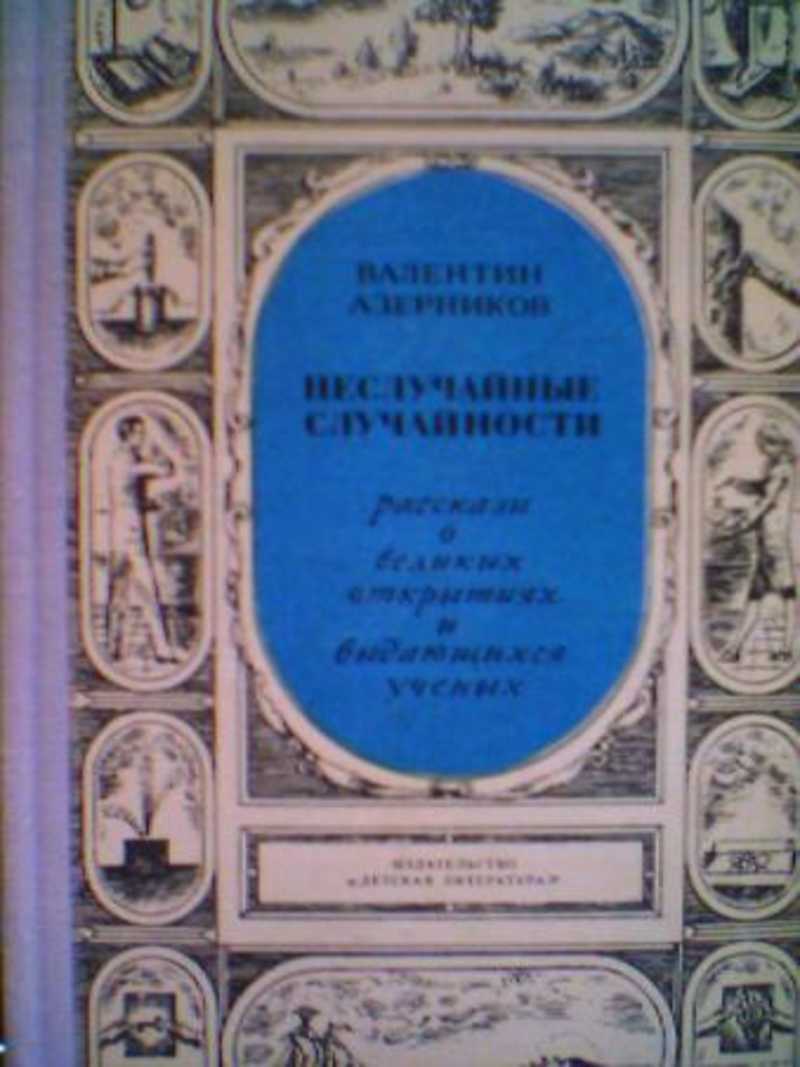 ВАЛЕНТИН
АЗЕРНИКОВ
НЕСЛУЧАЙНЫЕ
СЛУЧАЙНОСТИ
рассказы
о
великих
открытиях
и
выдающихся
ученых
ИЗДАТЕЛЬСТВО
«ДЕТСКАЯ ЛИТЕРАТУРА»